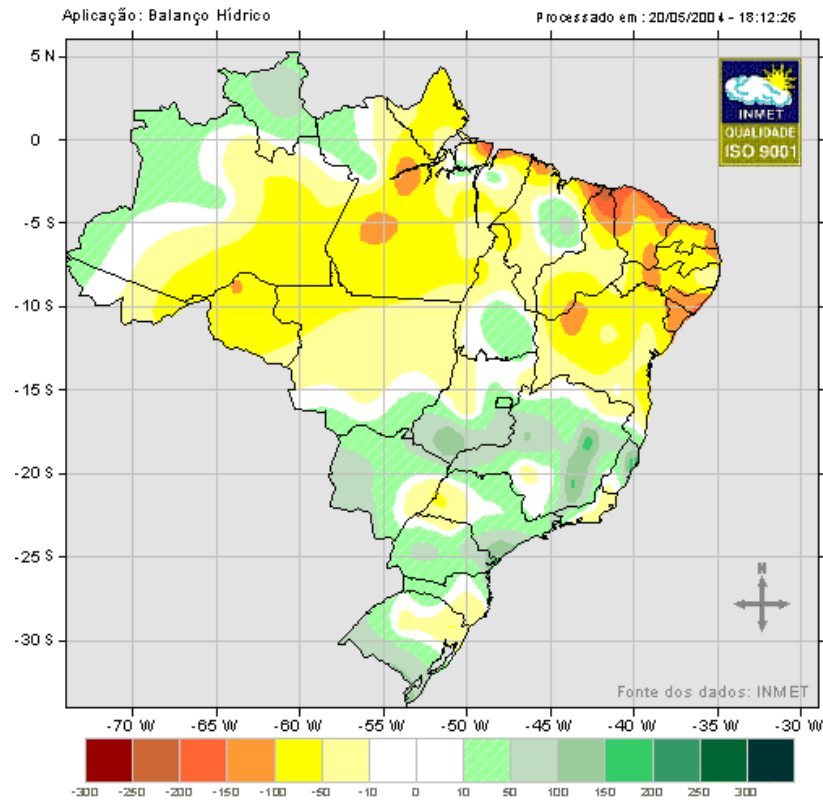 Aplicação: Balanço Hídrico
Processado em : 20/05/2004 - 18:12:26
5 N
0
-5 S
-10 S
-15 S
-20 S
-25 S
-30 S
INMET
QUALIDADE
ISO 9001
N
Fonte dos dados: INMET
-70 W -65 W -60 W -55 W -50 W -45 W -40 W -35 W -30 W
-300 -250 -200 -150 -100 -50 -10 0 10 50 100 150 200 250 300